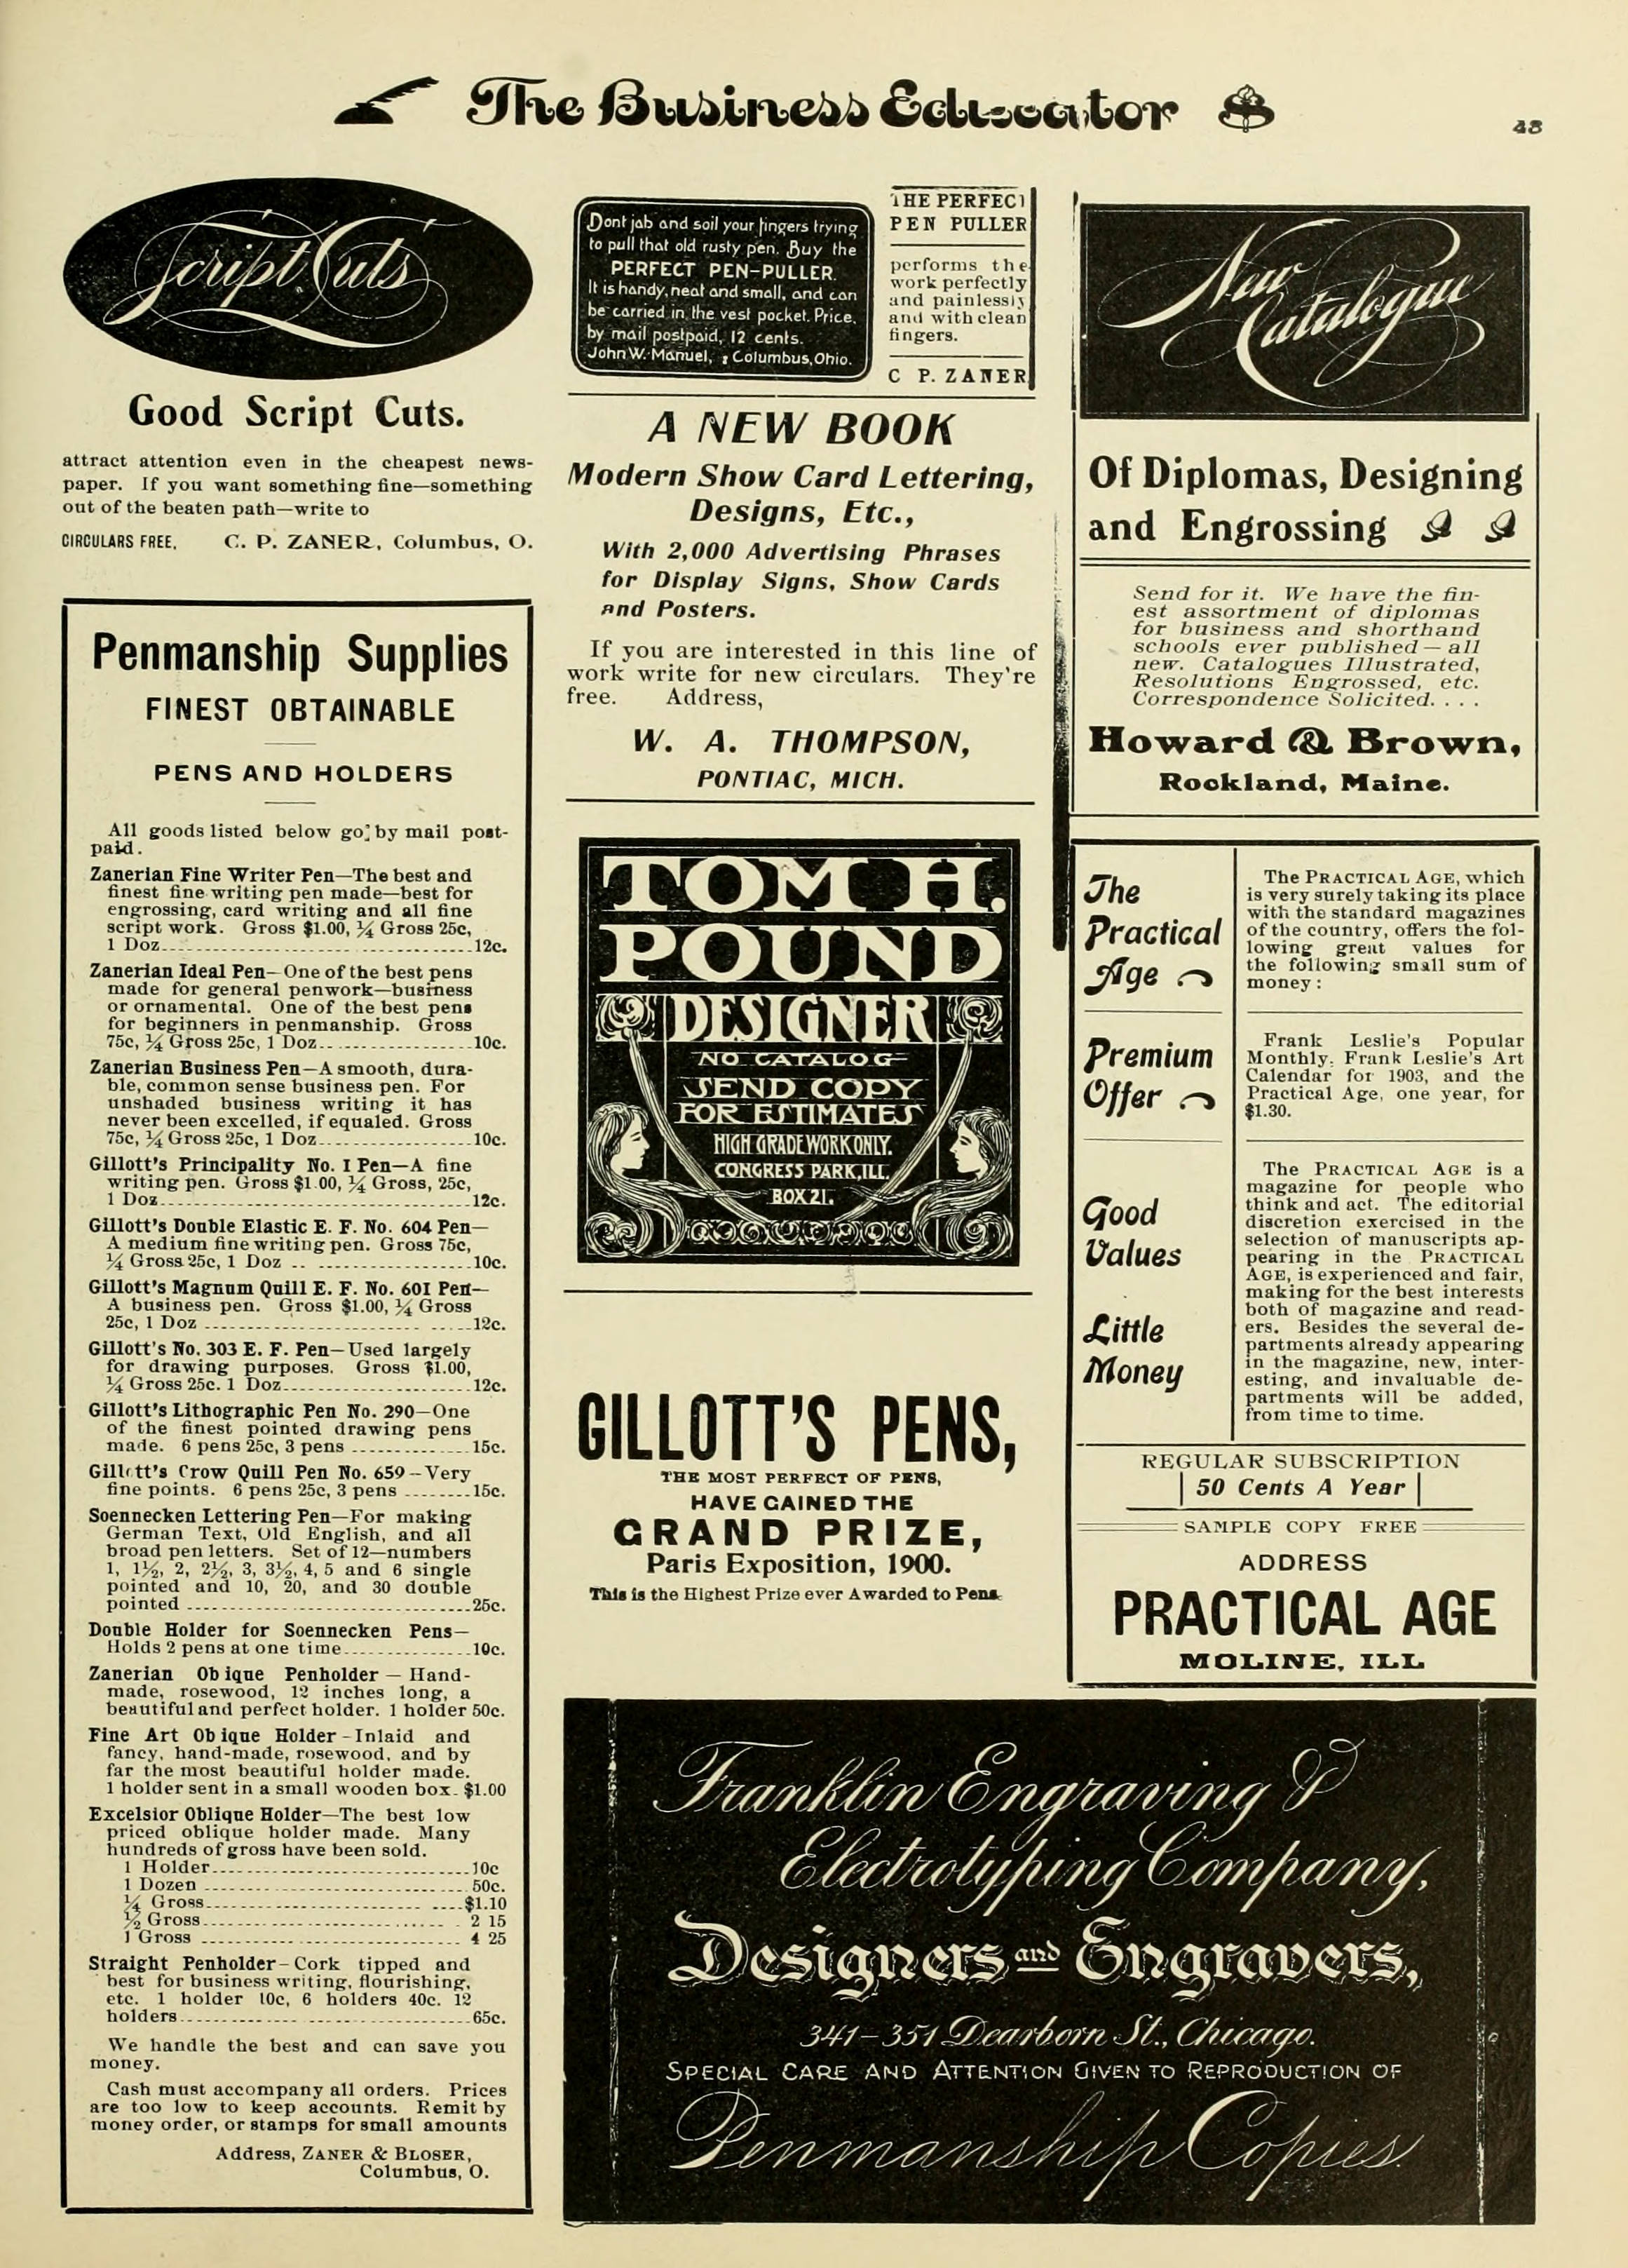 The Business Educator
43
Script Cuts
Good Script Cuts.
attract attention even in the cheapest news-
paper. If you want something fine—something
out of the beaten path—write to
CIRCULARS FREE, C. P. ZANER, Columbus, O.
Penmanship Supplies
FINEST OBTAINABLE
PENS AND HOLDERS
All goods listed below go by mail post-
paid.
Zanerian Fine Writer Pen—The best and
finest fine writing pen made—best for
engrossing, card writing and all fine
script work. Gross $1.00, ¼ Gross 25c,
1 Doz. 12c.
Zanerian Ideal Pen—One of the best pens
made for general penwork—business
or ornamental. One of the best pens
for beginners in penmanship. Gross
75c, ¼ Gross 25c, 1 Doz. 10c.
Zanerian Business Pen—A smooth, dura-
ble, common sense business pen. For
unshaded business writing it has
never been excelled, if equaled. Gross
75c, ¼ Gross 25c, 1 Doz. 10c.
Gillott's Principality No. 1 Pen—A fine
writing pen. Gross $1.00, ¼ Gross, 25c,
1 Doz. 12c.
Gillott's Double Elastic E. F. No. 604 Pen—
A medium fine writing pen. Gross 75c,
¼ Gross 25c, 1 Doz .. 10c.
Gillott's Magnum Quill E. F. No. 601 Pen—
A business pen. Gross $1.00, ¼ Gross
25c, 1 Doz 12c.
Gillott's No. 303 E. F. Pen—Used largely
for drawing purposes. Gross $1.00,
¼ Gross 25c. 1 Doz. 12c.
Gillott's Lithographic Pen No. 290—One
of the finest pointed drawing pens
made. 6 pens 25c, 3 pens 15c.
Gillott's Crow Quill Pen No. 659—Very
fine points. 6 pens 25c, 3 pens 15c.
Soennecken Lettering Pen—For making
German Text, Old English, and all
broad pen letters. Set of 12—numbers
1, 1½, 2, 2½, 3, 3½, 4, 5 and 6 single
pointed and 10, 20, and 30 double
pointed 25c.
Double Holder for Soennecken Pens—
Holds 2 pens at one time 10c.
Zanerian Ob ique Penholder — Hand-
made, rosewood, 12 inches long, a
beautiful and perfect holder. 1 holder 50c.
Fine Art Ob ique Holder—Inlaid and
fancy, hand-made, rosewood, and by
far the most beautiful holder made.
1 holder sent in a small wooden box. $1.00
Excelsior Oblique Holder—The best low
priced oblique holder made. Many
hundreds of gross have been sold.
1 Holder 10c
1 Dozen 50c.
¼ Gross $1.10
½ Gross 2 15
1 Gross 4 25
Straight Penholder—Cork tipped and
best for business writing, flourishing,
etc. 1 holder 10c, 6 holders 40c. 12
holders 65c.
We handle the best and can save you
money.
Cash must accompany all orders. Prices
are too low to keep accounts. Remit by
money order, or stamps for small amounts
Address, ZANER & BLOSER,
Columbus, O.
Dont jab and soil your fingers trying
to pull that old rusty pen. Buy the
PERFECT PEN-PULLER.
It is handy, neat and small, and can
be carried in the vest pocket. Price,
by mail postpaid, 12 cents.
John W. Manuel, : Columbus, Ohio.
THE PERFECT
PEN PULLER
performs the
work perfectly
and painlessly
and with clean
fingers.
C P. ZANER
A NEW BOOK
Modern Show Card Lettering,
Designs, Etc.,
With 2,000 Advertising Phrases
for Display Signs, Show Cards
and Posters.
If you are interested in this line of
work write for new circulars. They're
free. Address,
W. A. THOMPSON,
PONTIAC, MICH.
TOM H.
POUND
DESIGNER
NO CATALOG
SEND COPY
FOR ESTIMATES
HIGH GRADE WORK ONLY.
CONGRESS PARK, ILL.
BOX 21.
GILLOTT'S PENS,
THE MOST PERFECT OF PENS,
HAVE GAINED THE
GRAND PRIZE,
Paris Exposition, 1900.
This is the Highest Prize ever Awarded to Pens.
New
Catalogue
Of Diplomas, Designing
and Engrossing
Send for it. We have the fin-
est assortment of diplomas
for business and shorthand
schools ever published—all
new. Catalogues Illustrated,
Resolutions Engrossed, etc.
Correspondence Solicited. . . .
Howard & Brown,
Rockland, Maine.
The
Practical
Age
Premium
Offer
Good
Values
Little
Money
The PRACTICAL AGE, which
is very surely taking its place
with the standard magazines
of the country, offers the fol-
lowing great values for
the following small sum of
money:
Frank Leslie's Popular
Monthly. Frank Leslie's Art
Calendar for 1903, and the
Practical Age, one year, for
$1.30.
The PRACTICAL AGE is a
magazine for people who
think and act. The editorial
discretion exercised in the
selection of manuscripts ap-
pearing in the PRACTICAL
AGE, is experienced and fair,
making for the best interests
both of magazine and read-
ers. Besides the several de-
partments already appearing
in the magazine, new, inter-
esting, and invaluable de-
partments will be added,
from time to time.
REGULAR SUBSCRIPTION
50 Cents A Year
SAMPLE COPY FREE
ADDRESS
PRACTICAL AGE
MOLINE, ILL
Franklin Engraving &
Electrotyping Company,
Designers and Engravers,
341-351 Dearborn St., Chicago.
SPECIAL CARE AND ATTENTION GIVEN TO REPRODUCTION OF
Penmanship Copies.